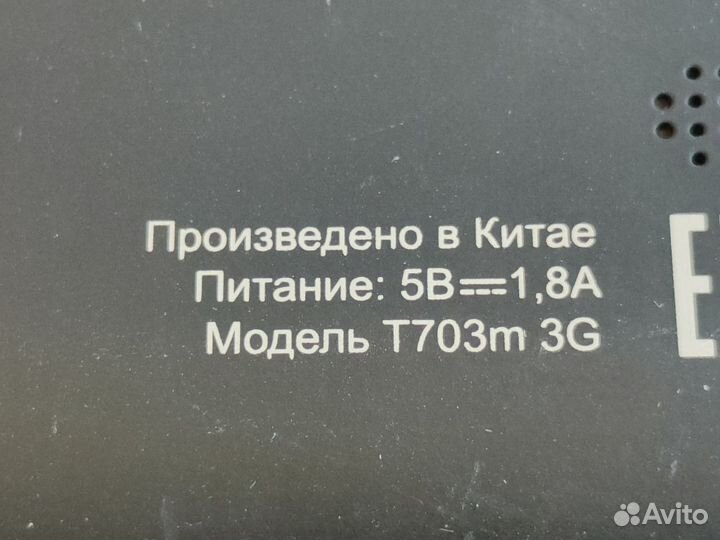 Произведено в Китае
Питание: 5В⎓1,8А
Модель T703m 3G
E
Avito